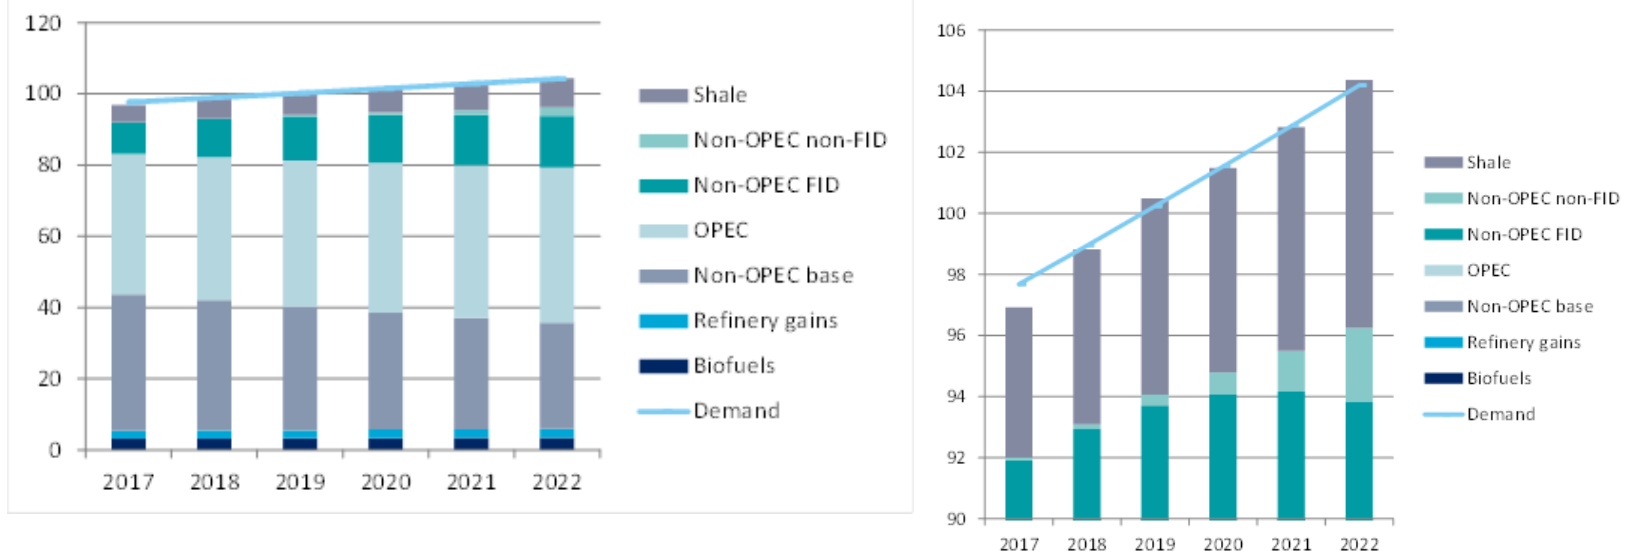 120
100
80
60
40
20
0
2017 2018 2019 2020 2021 2022
Shale
Non-OPEC non-FID
Non-OPEC FID
OPEC
Non-OPEC base
Refinery gains
Biofuels
Demand
106
104
102
100
98
96
94
92
90
2017 2018 2019 2020 2021 2022
Shale
Non-OPEC non-FID
Non-OPEC FID
OPEC
Non-OPEC base
Refinery gains
Biofuels
Demand